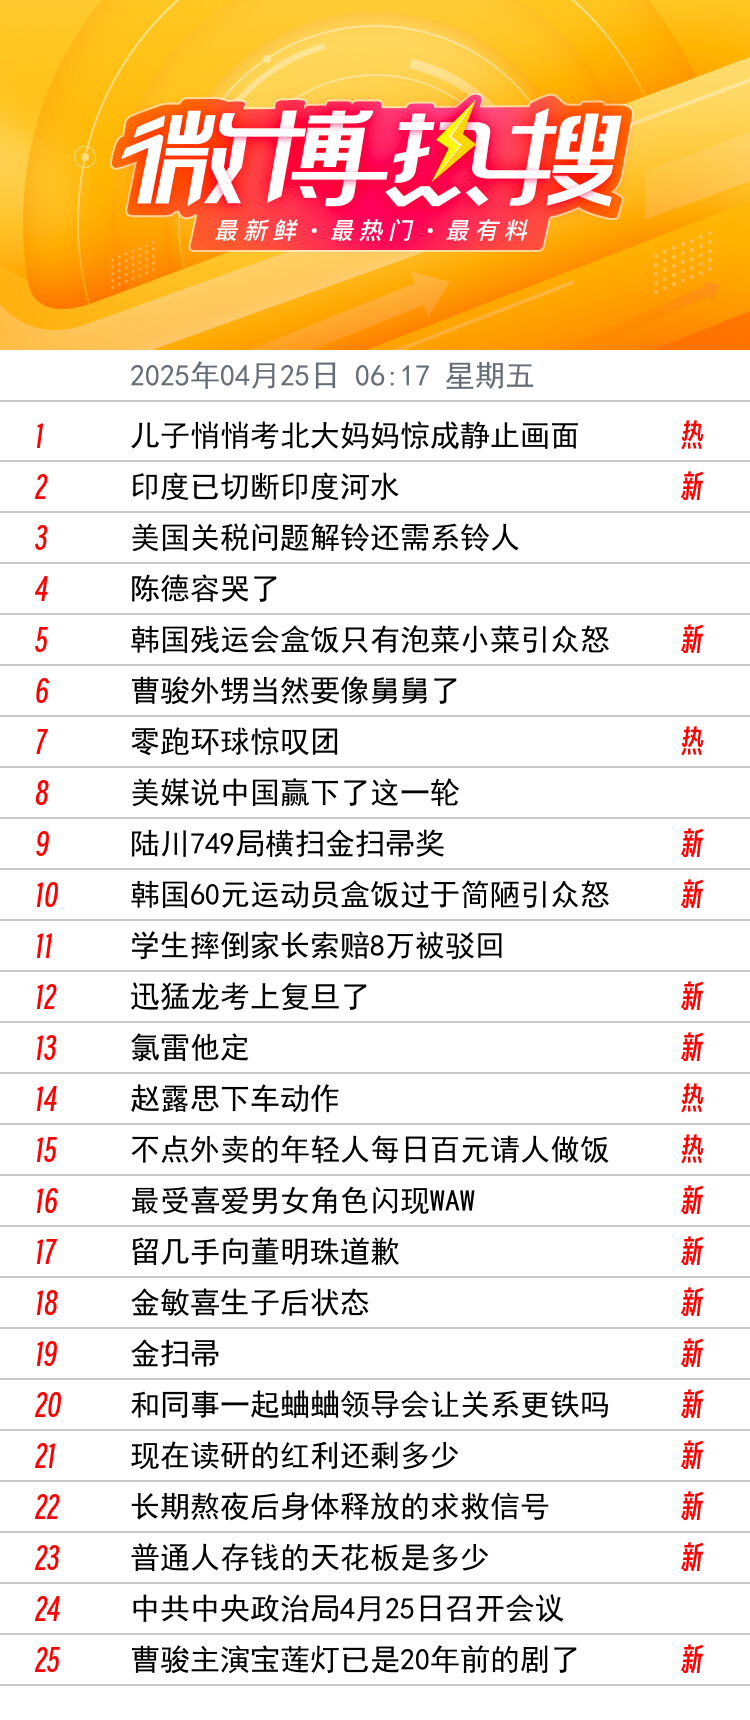 微博热搜
最新鲜·最热门·最有料
2025年04月25日 06:17 星期五
1 儿子悄悄考北大妈妈惊成静止画面 热
2 印度已切断印度河水 新
3 美国关税问题解铃还需系铃人
4 陈德容哭了
5 韩国残运会盒饭只有泡菜小菜引众怒 新
6 曹骏外甥当然要像舅舅了
7 零跑环球惊叹团 热
8 美媒说中国赢下了这一轮
9 陆川749局横扫金扫帚奖 新
10 韩国60元运动员盒饭过于简陋引众怒 新
11 学生摔倒家长索赔8万被驳回
12 迅猛龙考上复旦了 新
13 氯雷他定 新
14 赵露思下车动作 热
15 不点外卖的年轻人每日百元请人做饭 热
16 最受喜爱男女角色闪现WAW 新
17 留几手向董明珠道歉 新
18 金敏喜生子后状态 新
19 金扫帚 新
20 和同事一起蛐蛐领导会让关系更铁吗 新
21 现在读研的红利还剩多少 新
22 长期熬夜后身体释放的求救信号 新
23 普通人存钱的天花板是多少 新
24 中共中央政治局4月25日召开会议
25 曹骏主演宝莲灯已是20年前的剧了 新